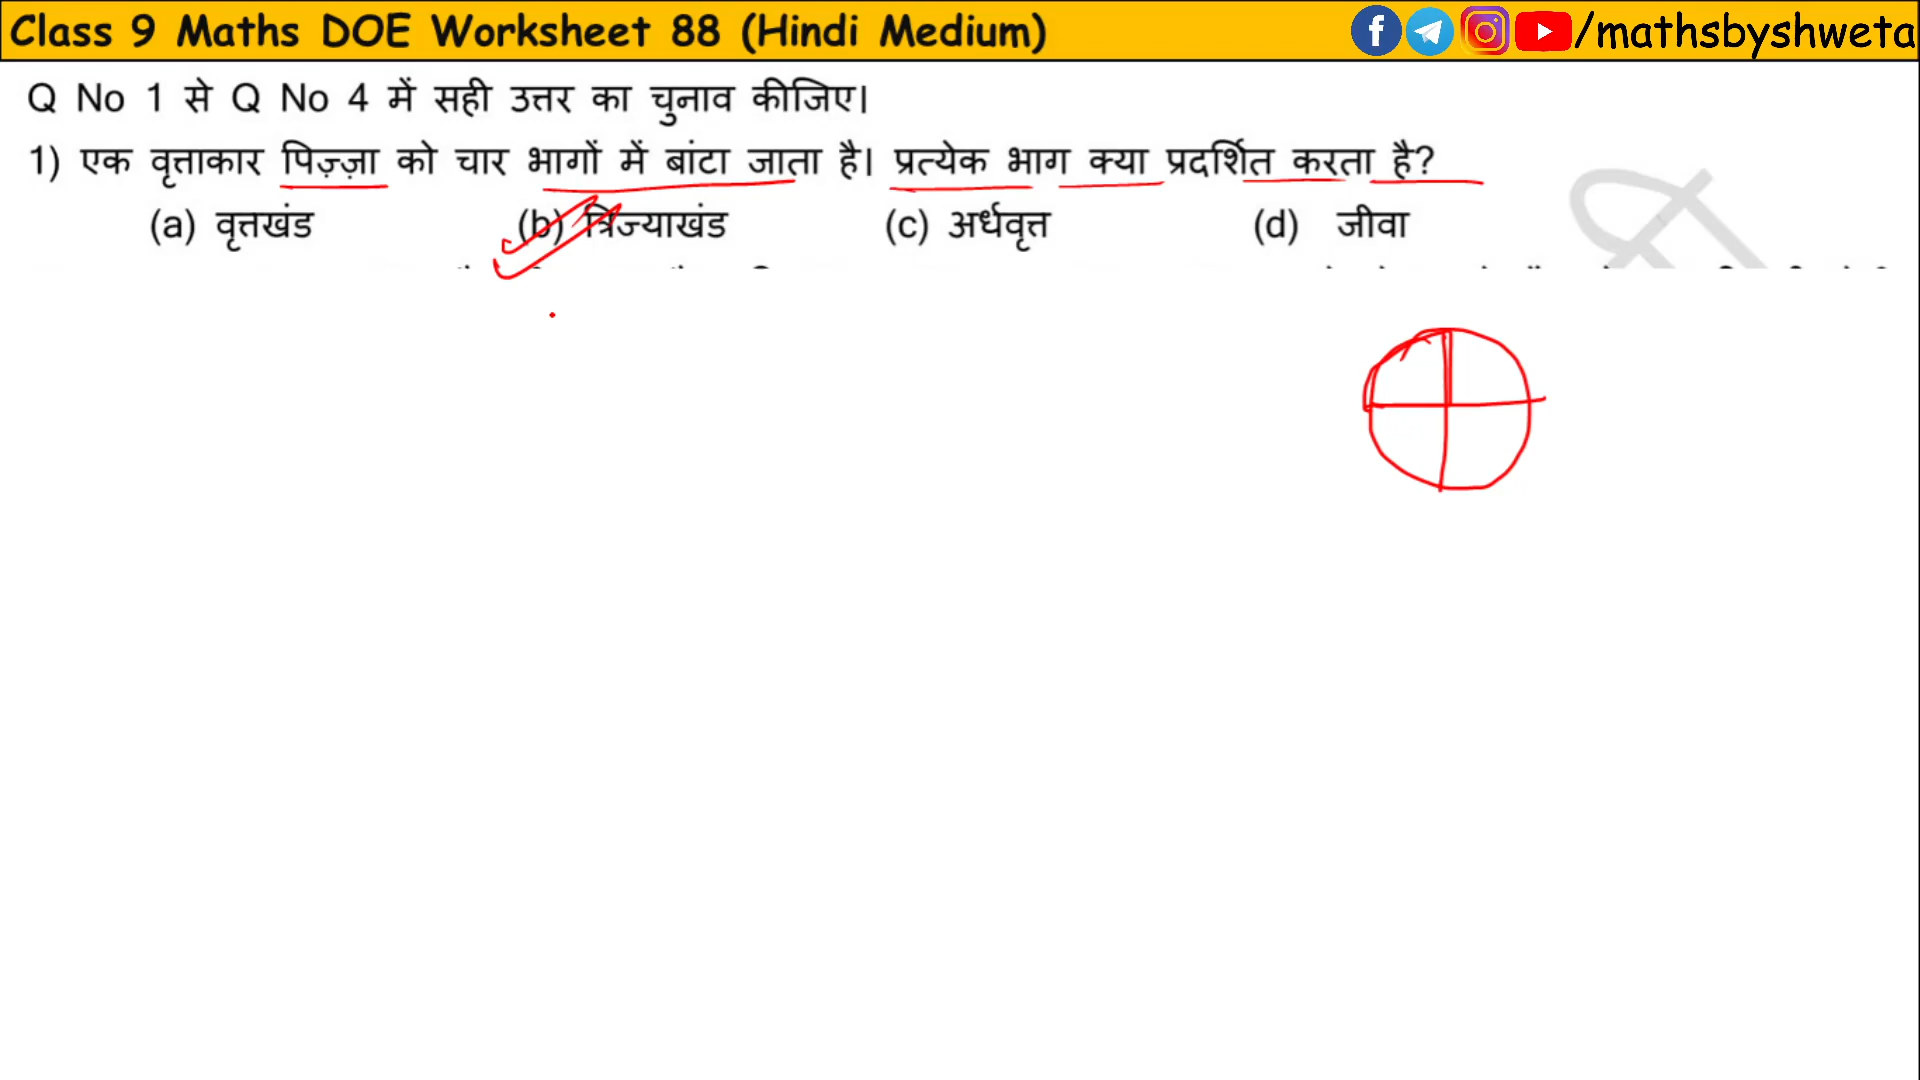 Class 9 Maths DOE Worksheet 88 (Hindi Medium) /mathsbyshweta
Q No 1 से Q No 4 में सही उत्तर का चुनाव कीजिए।
1) एक वृत्ताकार पिज़्ज़ा को चार भागों में बांटा जाता है। प्रत्येक भाग क्या प्रदर्शित करता है?
(a) वृत्तखंड (b) त्रिज्याखंड (c) अर्धवृत्त (d) जीवा